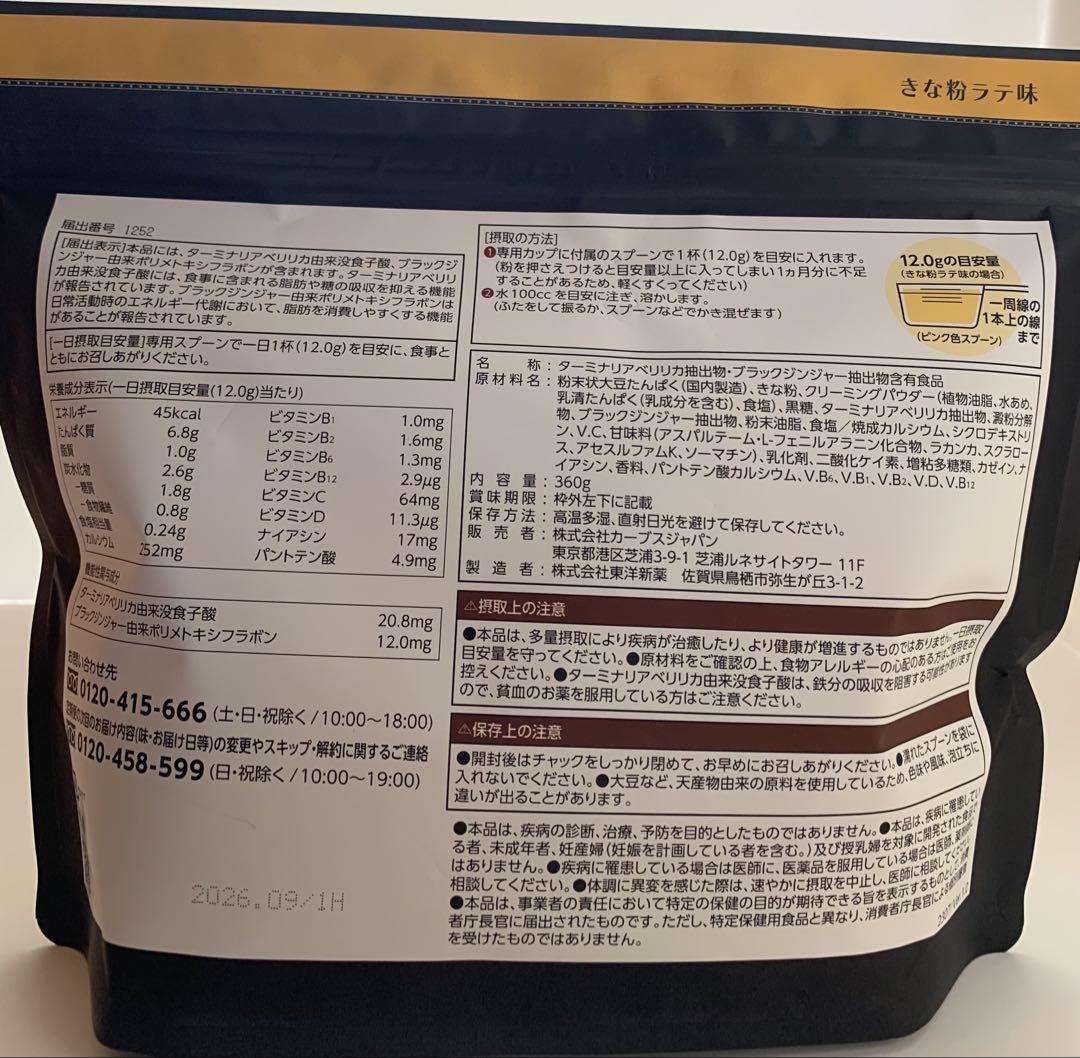 きな粉ラテ味
届出番号 I252
[届出表示]本品には、ターミナリアベリリカ由来没食子酸、ブラックジ
ンジャー由来ポリメトキシフラボンが含まれます。ターミナリアベリリ
カ由来没食子酸には、食事に含まれる脂肪や糖の吸収を抑える機能
が報告されています。ブラックジンジャー由来ポリメトキシフラボンは
日常活動時のエネルギー代謝において、脂肪を消費しやすくする機能
があることが報告されています。
[一日摂取目安量]専用スプーンで一日1杯(12.0g)を目安に、食事と
ともにお召しあがりください。
栄養成分表示(一日摂取目安量(12.0g)当たり)
エネルギー 45kcal ビタミンB1 1.0mg
たんぱく質 6.8g ビタミンB2 1.6mg
脂質 1.0g ビタミンB6 1.3mg
炭水化物 2.6g ビタミンB12 2.9μg
-糖質 1.8g ビタミンC 64mg
-食物繊維 0.8g ビタミンD 11.3μg
食塩相当量 0.24g ナイアシン 17mg
カルシウム 252mg パントテン酸 4.9mg
機能性関与成分
ターミナリアベリリカ由来没食子酸 20.8mg
ブラックジンジャー由来ポリメトキシフラボン 12.0mg
お問い合わせ先
0120-415-666 (土・日・祝除く/10:00〜18:00)
定期便の次回のお届け内容(味・お届け日等)の変更やスキップ・解約に関するご連絡
0120-458-599 (日・祝除く/10:00〜19:00)
2026.09/1H
[摂取の方法]
❶専用カップに付属のスプーンで1杯(12.0g)を目安に入れます。
(粉を押さえつけると目安量以上に入ってしまい1ヵ月分に不足
することがあるため、軽くすくってください)
❷水100ccを目安に注ぎ、溶かします。
(ふたをして振るか、スプーンなどでかき混ぜます)
12.0gの目安量
(きな粉ラテ味の場合)
一周線の
1本上の線
まで
(ピンク色スプーン)
名称:ターミナリアベリリカ抽出物・ブラックジンジャー抽出物含有食品
原材料名:粉末状大豆たんぱく(国内製造)、きな粉、クリーミングパウダー(植物油脂、水あめ、
乳清たんぱく(乳成分を含む)、食塩)、黒糖、ターミナリアベリリカ抽出物、澱粉分解
物、ブラックジンジャー抽出物、粉末油脂、食塩/焼成カルシウム、シクロデキストリ
ン、V.C、甘味料(アスパルテーム・L-フェニルアラニン化合物、ラカンカ、スクラロー
ス、アセスルファムK、ソーマチン)、乳化剤、二酸化ケイ素、増粘多糖類、カゼイン、ナ
イアシン、香料、パントテン酸カルシウム、V.B6、V.B1、V.B2、V.D、V.B12
内容量:360g
賞味期限:枠外左下に記載
保存方法:高温多湿、直射日光を避けて保存してください。
販売者:株式会社カーブスジャパン
東京都港区芝浦3-9-1 芝浦ルネサイトタワー 11F
製造者:株式会社東洋新薬 佐賀県鳥栖市弥生が丘3-1-2
⚠摂取上の注意
●本品は、多量摂取により疾病が治癒したり、より健康が増進するものではありません。一日摂取
目安量を守ってください。●原材料をご確認の上、食物アレルギーの心配のある方はご使用をお
控えください。●ターミナリアベリリカ由来没食子酸は、鉄分の吸収を阻害する可能性があります
ので、貧血のお薬を服用している方はご注意ください。
⚠保存上の注意
●開封後はチャックをしっかり閉めて、お早めにお召しあがりください。●濡れたスプーンを袋に
入れないでください。●大豆など、天産物由来の原料を使用しているため、色味や風味、泡立ちに
違いが出ることがあります。
●本品は、疾病の診断、治療、予防を目的としたものではありません。●本品は、疾病に罹患してい
る者、未成年者、妊産婦(妊娠を計画している者を含む。)及び授乳婦を対象に開発された食品で
はありません。●疾病に罹患している場合は医師に、医薬品を服用している場合は医師、薬剤師に
相談してください。●体調に異変を感じた際は、速やかに摂取を中止し、医師に相談してください。
●本品は、事業者の責任において特定の保健の目的が期待できる旨を表示するものとして、消費
者庁長官に届出されたものです。ただし、特定保健用食品と異なり、消費者庁長官による個別審査
を受けたものではありません。